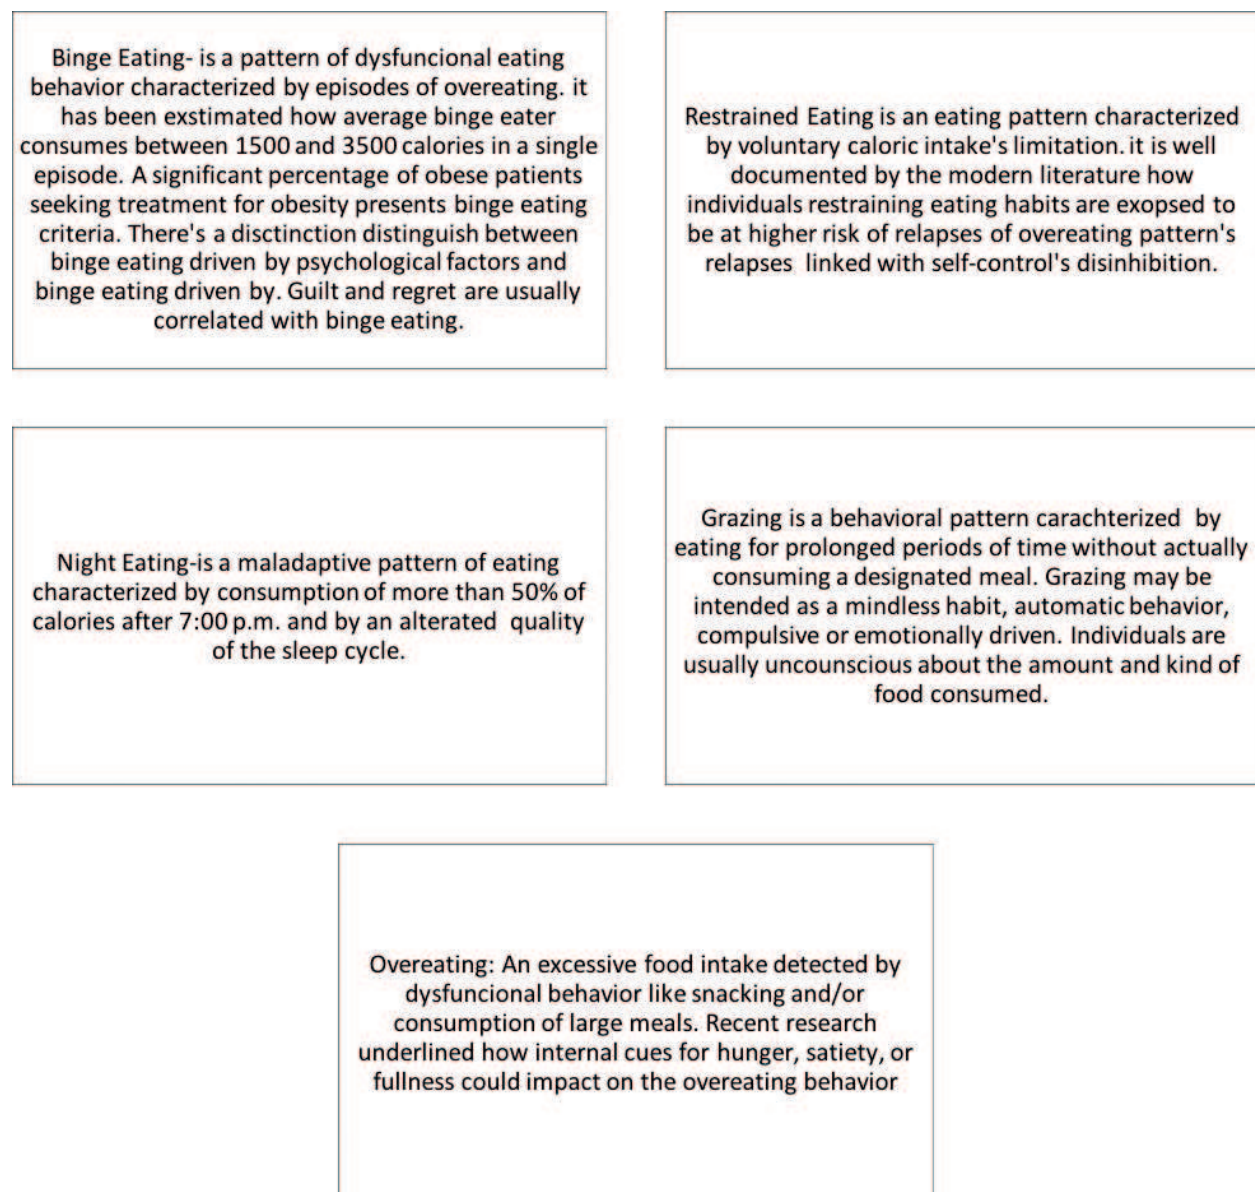 Binge Eating- is a pattern of dysfuncional eating
behavior characterized by episodes of overeating. it
has been exstimated how average binge eater
consumes between 1500 and 3500 calories in a single
episode. A significant percentage of obese patients
seeking treatment for obesity presents binge eating
criteria. There's a disctinction distinguish between
binge eating driven by psychological factors and
binge eating driven by. Guilt and regret are usually
correlated with binge eating.
Restrained Eating is an eating pattern characterized
by voluntary caloric intake's limitation. it is well
documented by the modern literature how
individuals restraining eating habits are exopsed to
be at higher risk of relapses of overeating pattern's
relapses linked with self-control's disinhibition.
Night Eating-is a maladaptive pattern of eating
characterized by consumption of more than 50% of
calories after 7:00 p.m. and by an alterated quality
of the sleep cycle.
Grazing is a behavioral pattern carachterized by
eating for prolonged periods of time without actually
consuming a designated meal. Grazing may be
intended as a mindless habit, automatic behavior,
compulsive or emotionally driven. Individuals are
usually uncounscious about the amount and kind of
food consumed.
Overeating: An excessive food intake detected by
dysfuncional behavior like snacking and/or
consumption of large meals. Recent research
underlined how internal cues for hunger, satiety, or
fullness could impact on the overeating behavior